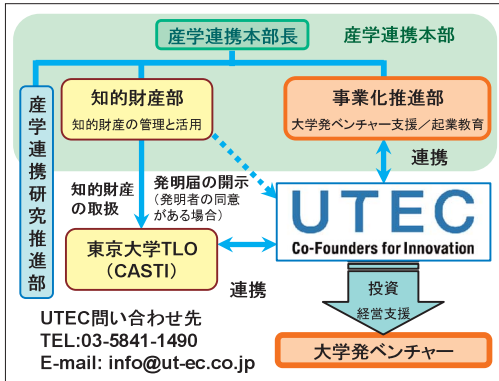 産学連携本部長
産学連携本部
産学連携研究推進部
知的財産部
知的財産の管理と活用
事業化推進部
大学発ベンチャー支援／起業教育
連携
知的財産
の取扱
発明届の開示
（発明者の同意
がある場合）
UTEC
Co-Founders for Innovation
東京大学TLO
(CASTI)
連携
投資
経営支援
大学発ベンチャー
UTEC問い合わせ先
TEL:03-5841-1490
E-mail: info@ut-ec.co.jp